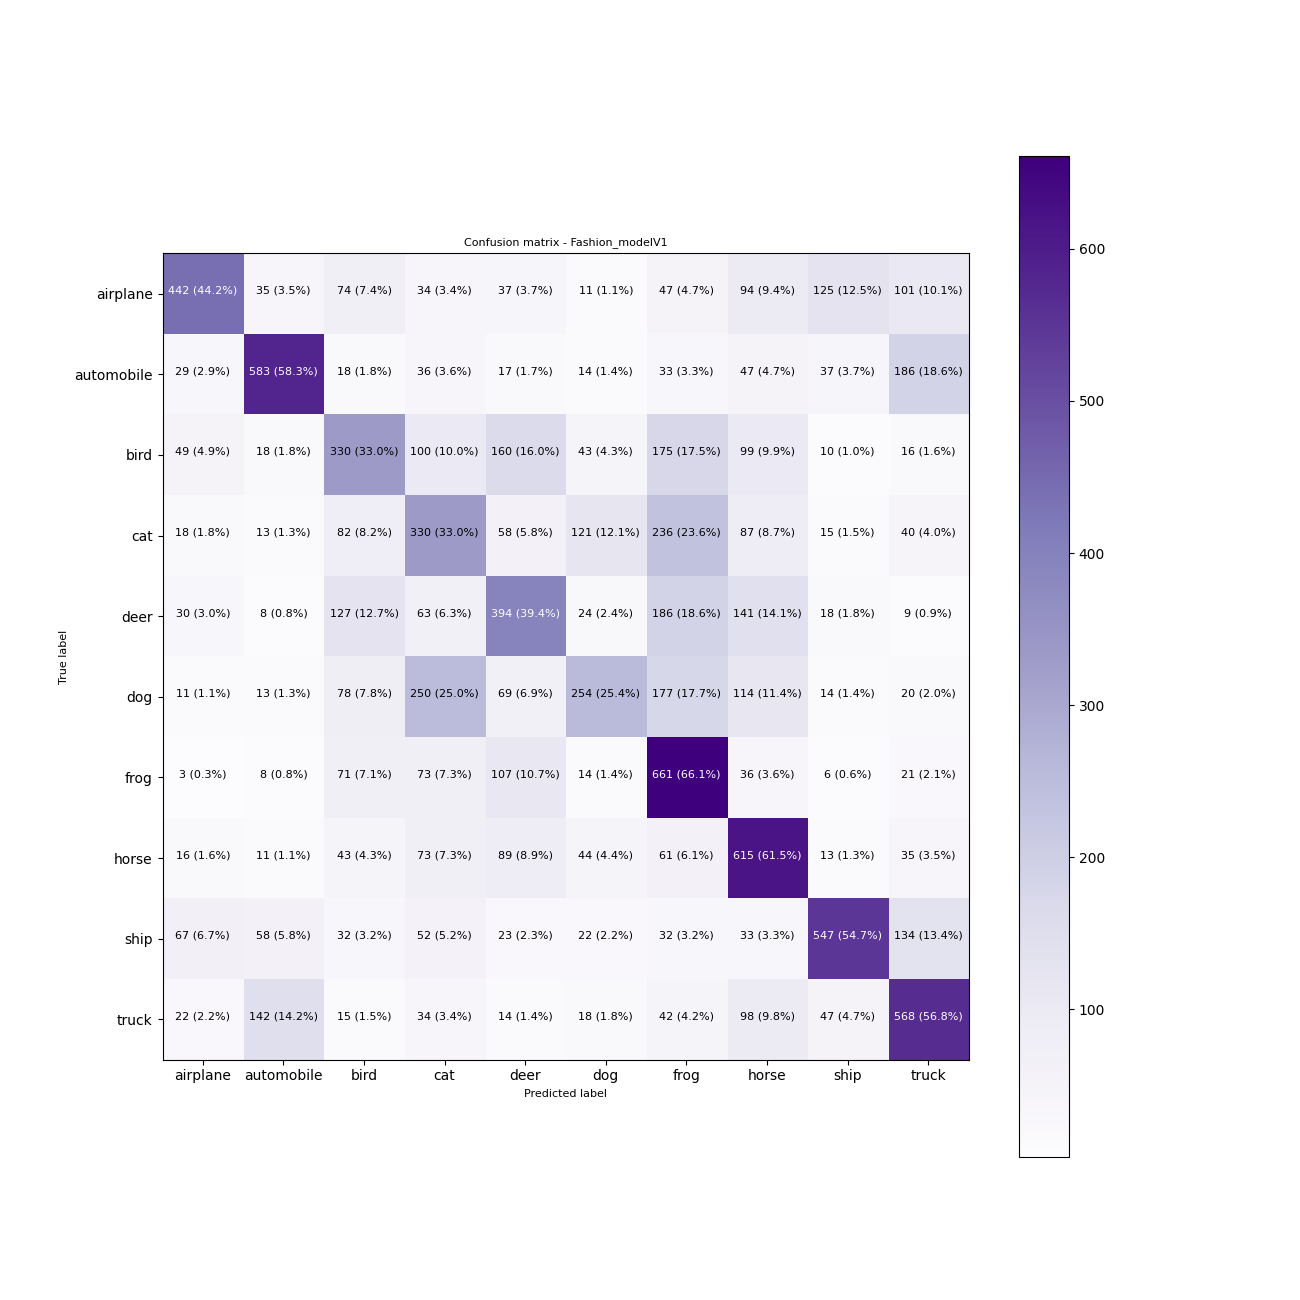 Confusion matrix - Fashion_modelV1
airplane 442 (44.2%) 35 (3.5%) 74 (7.4%) 34 (3.4%) 37 (3.7%) 11 (1.1%) 47 (4.7%) 94 (9.4%) 125 (12.5%) 101 (10.1%)
automobile 29 (2.9%) 583 (58.3%) 18 (1.8%) 36 (3.6%) 17 (1.7%) 14 (1.4%) 33 (3.3%) 47 (4.7%) 37 (3.7%) 186 (18.6%)
bird 49 (4.9%) 18 (1.8%) 330 (33.0%) 100 (10.0%) 160 (16.0%) 43 (4.3%) 175 (17.5%) 99 (9.9%) 10 (1.0%) 16 (1.6%)
cat 18 (1.8%) 13 (1.3%) 82 (8.2%) 330 (33.0%) 58 (5.8%) 121 (12.1%) 236 (23.6%) 87 (8.7%) 15 (1.5%) 40 (4.0%)
deer 30 (3.0%) 8 (0.8%) 127 (12.7%) 63 (6.3%) 394 (39.4%) 24 (2.4%) 186 (18.6%) 141 (14.1%) 18 (1.8%) 9 (0.9%)
dog 11 (1.1%) 13 (1.3%) 78 (7.8%) 250 (25.0%) 69 (6.9%) 254 (25.4%) 177 (17.7%) 114 (11.4%) 14 (1.4%) 20 (2.0%)
frog 3 (0.3%) 8 (0.8%) 71 (7.1%) 73 (7.3%) 107 (10.7%) 14 (1.4%) 661 (66.1%) 36 (3.6%) 6 (0.6%) 21 (2.1%)
horse 16 (1.6%) 11 (1.1%) 43 (4.3%) 73 (7.3%) 89 (8.9%) 44 (4.4%) 61 (6.1%) 615 (61.5%) 13 (1.3%) 35 (3.5%)
ship 67 (6.7%) 58 (5.8%) 32 (3.2%) 52 (5.2%) 23 (2.3%) 22 (2.2%) 32 (3.2%) 33 (3.3%) 547 (54.7%) 134 (13.4%)
truck 22 (2.2%) 142 (14.2%) 15 (1.5%) 34 (3.4%) 14 (1.4%) 18 (1.8%) 42 (4.2%) 98 (9.8%) 47 (4.7%) 568 (56.8%)
airplane automobile bird cat deer dog frog horse ship truck
Predicted label
True label
600
500
400
300
200
100